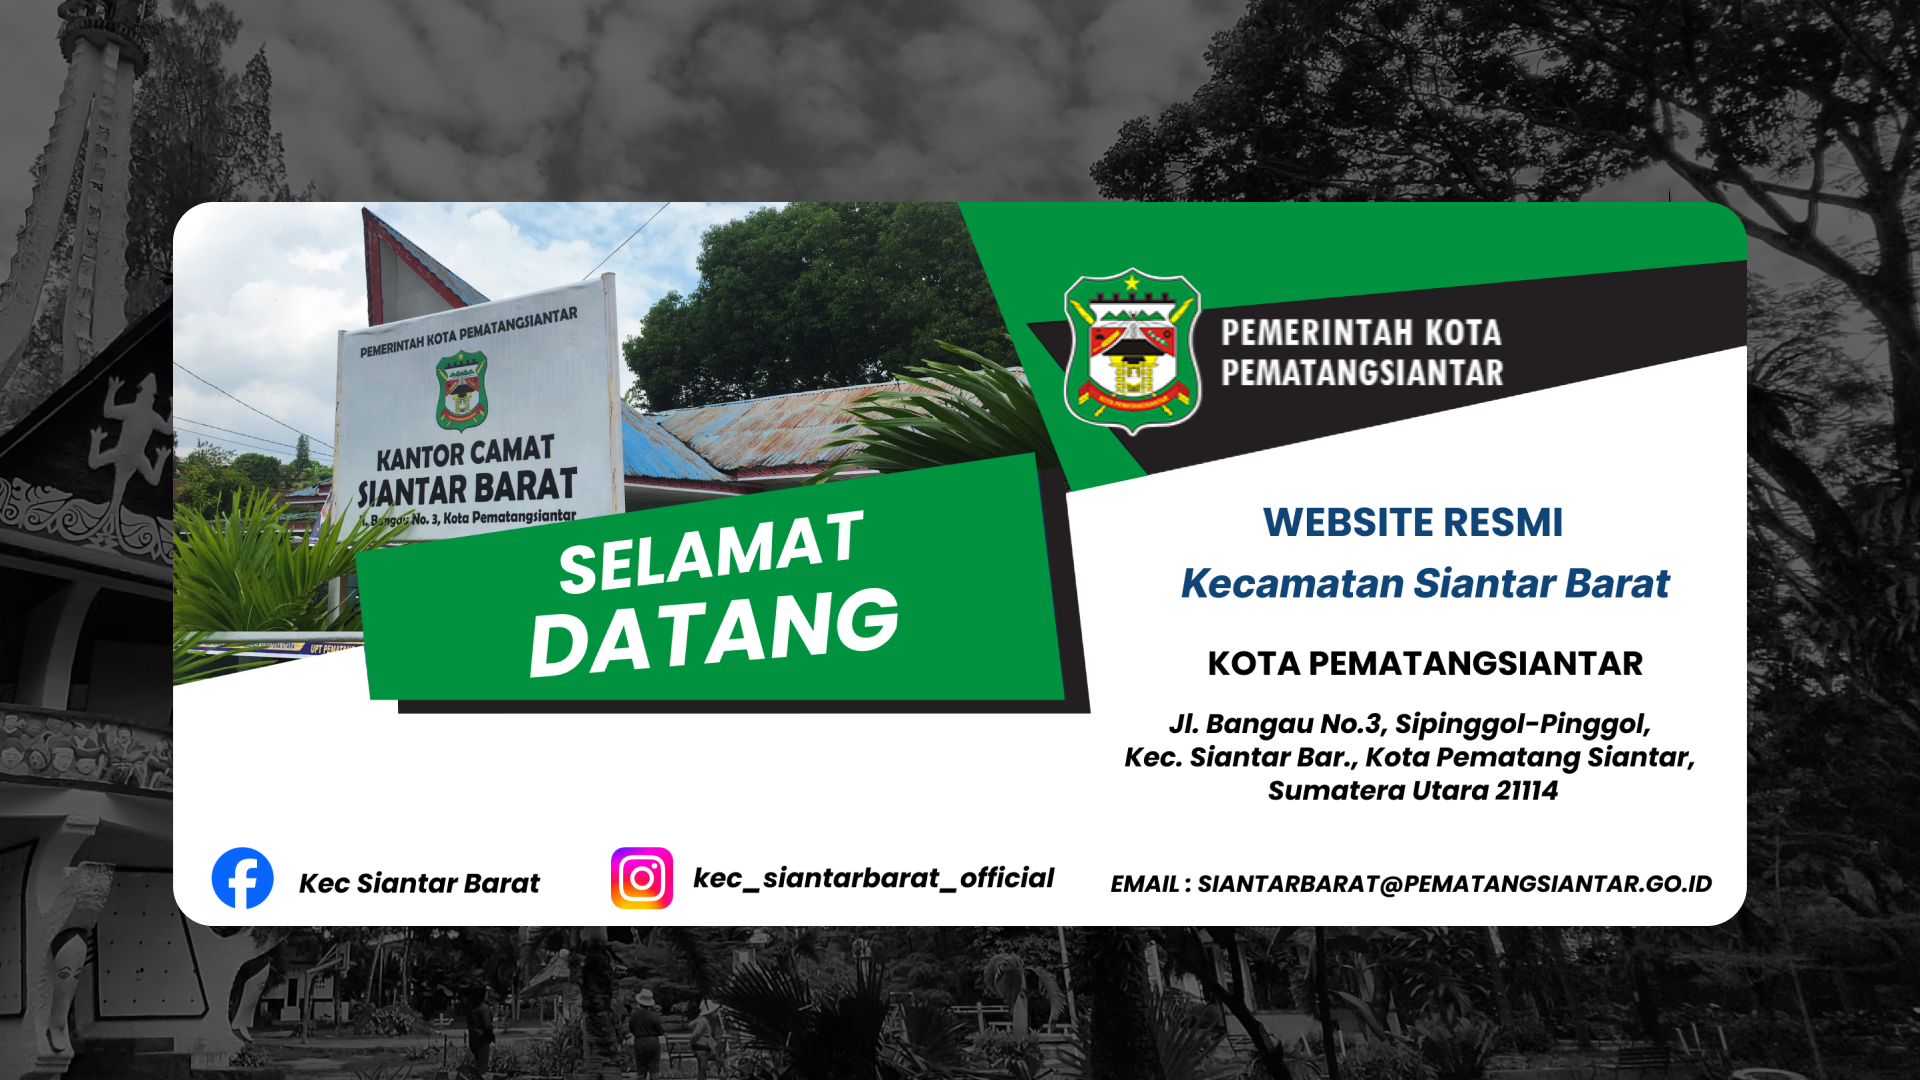 PEMERINTAH KOTA PEMATANGSIANTAR
KANTOR CAMAT
SIANTAR BARAT
Jl. Bangau No. 3, Kota Pematangsiantar
SELAMAT
DATANG
PEMERINTAH KOTA
PEMATANGSIANTAR
WEBSITE RESMI
Kecamatan Siantar Barat
KOTA PEMATANGSIANTAR
Jl. Bangau No.3, Sipinggol-Pinggol,
Kec. Siantar Bar., Kota Pematang Siantar,
Sumatera Utara 21114
Kec Siantar Barat
kec_siantarbarat_official
EMAIL : SIANTARBARAT@PEMATANGSIANTAR.GO.ID